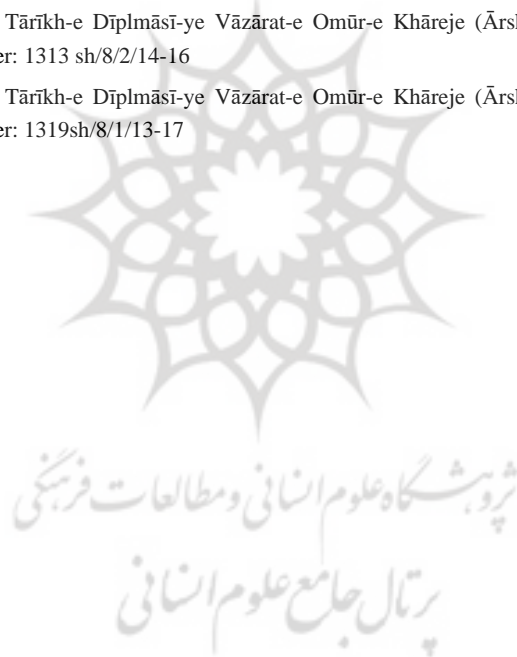 Tārīkh-e Dīplmāsī-ye Vāzārat-e Omūr-e Khāreje (Ārsh
er: 1313 sh/8/2/14-16
Tārīkh-e Dīplmāsī-ye Vāzārat-e Omūr-e Khāreje (Ārsh
er: 1319sh/8/1/13-17
پژوهشگاه علوم انسانی و مطالعات فرهنگی
پرتال جامع علوم انسانی